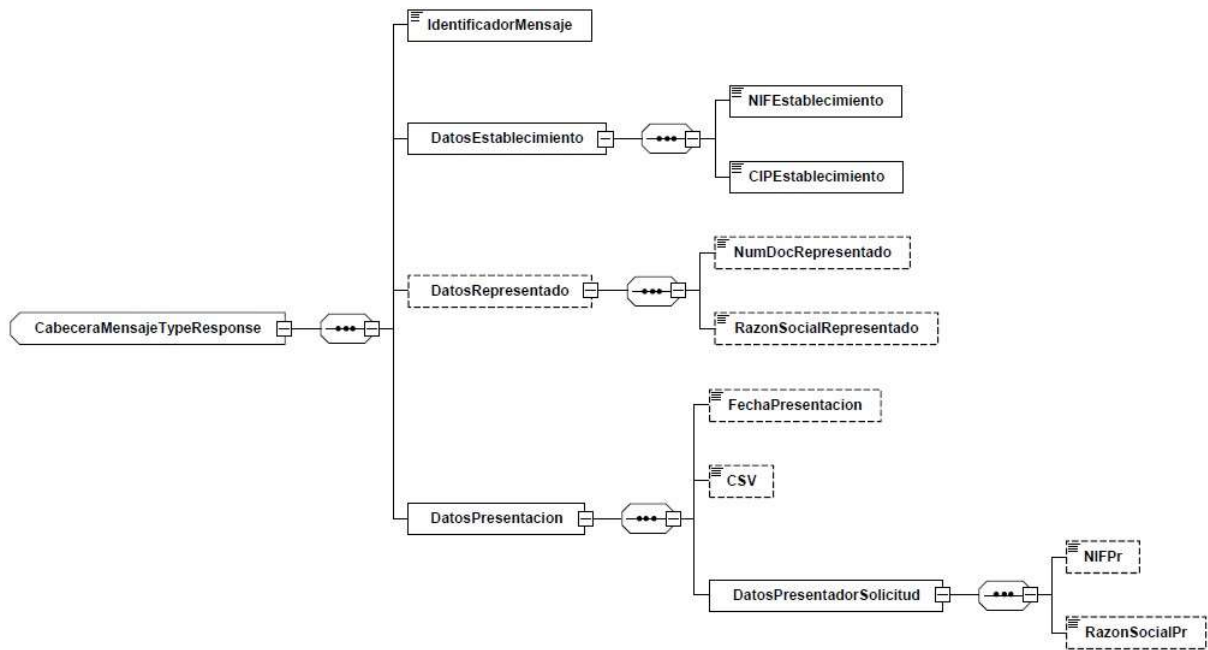 IdentificadorMensaje
NIFEstablecimiento
DatosEstablecimiento
CIPEstablecimiento
NumDocRepresentado
DatosRepresentado
RazonSocialRepresentado
CabeceraMensajeTypeResponse
FechaPresentacion
CSV
DatosPresentacion
NIFPr
DatosPresentadorSolicitud
RazonSocialPr